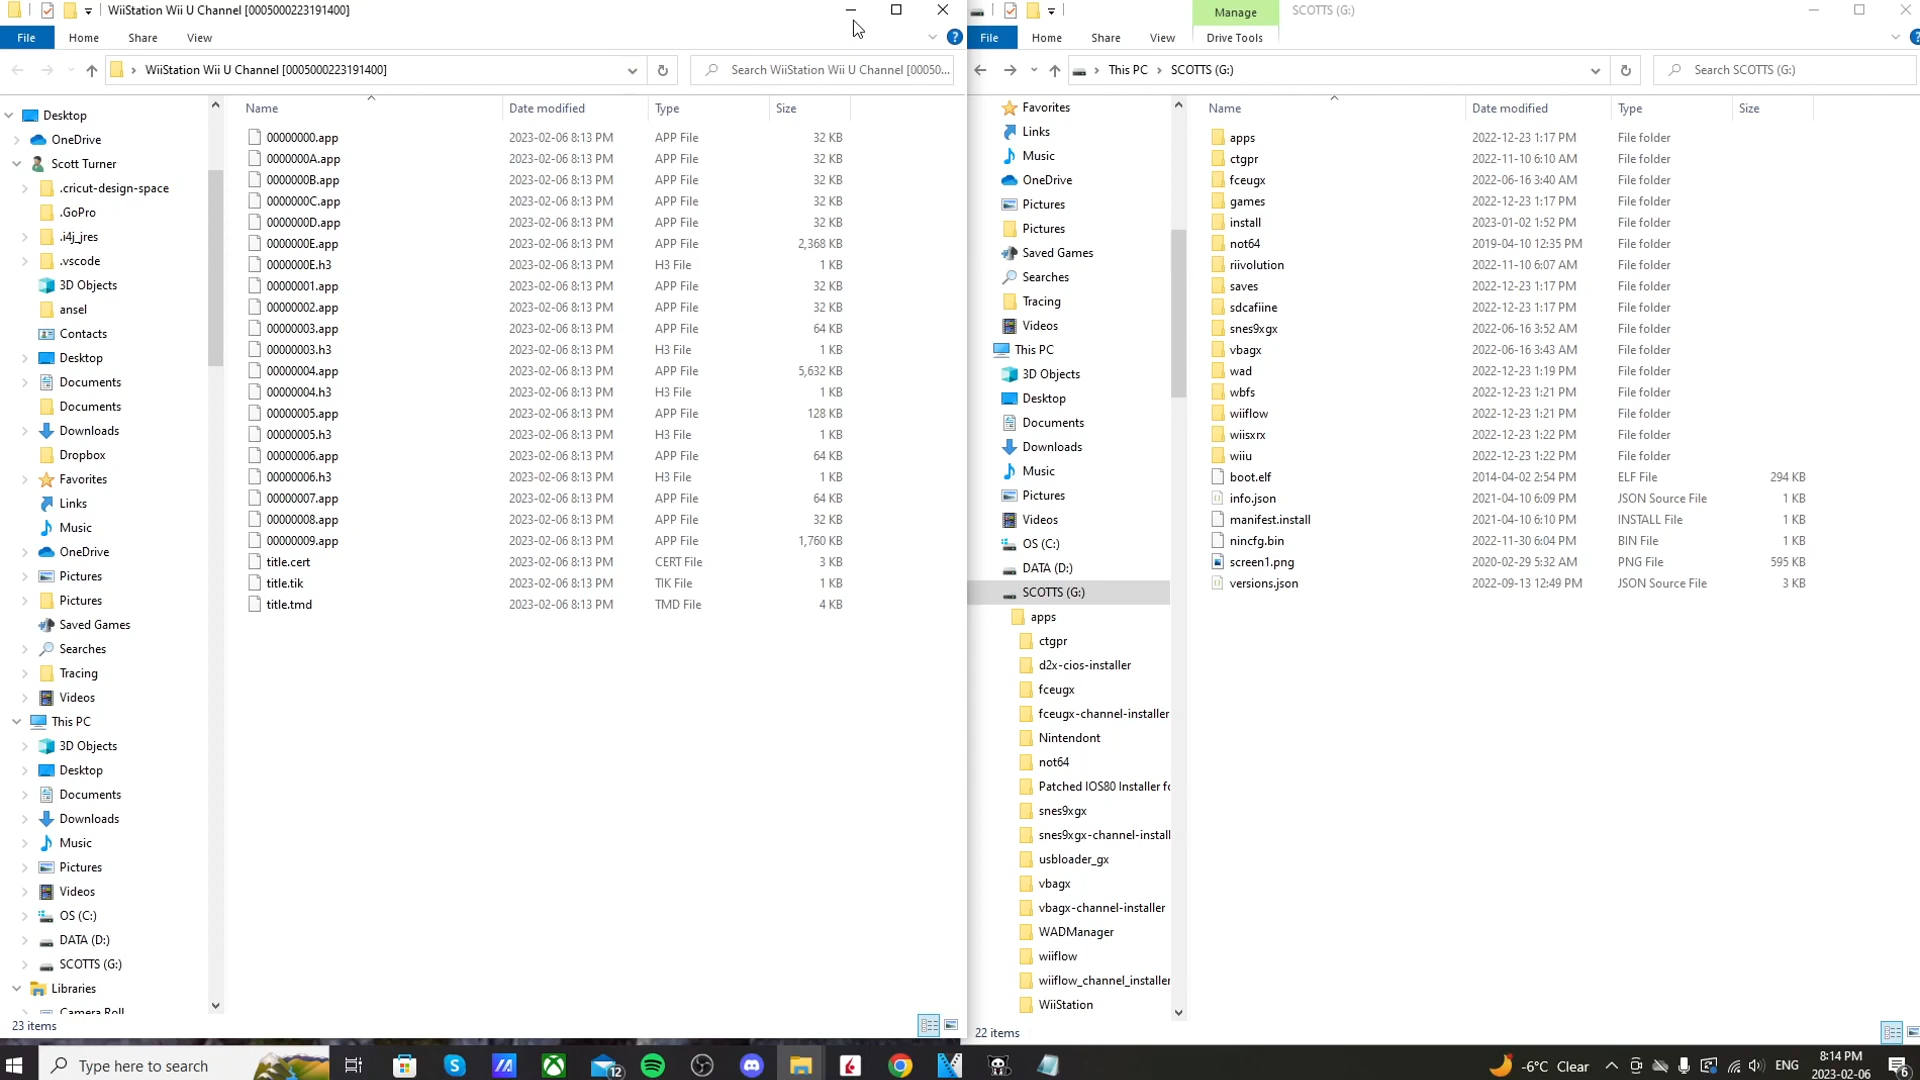 WiiStation Wii U Channel [0005000223191400]
File Home Share View
WiiStation Wii U Channel [0005000223191400]
Search WiiStation Wii U Channel [00050...
Desktop
OneDrive
Scott Turner
.cricut-design-space
.GoPro
.i4j_jres
.vscode
3D Objects
ansel
Contacts
Desktop
Documents
Documents
Downloads
Dropbox
Favorites
Links
Music
OneDrive
Pictures
Pictures
Saved Games
Searches
Tracing
Videos
This PC
3D Objects
Desktop
Documents
Downloads
Music
Pictures
Videos
OS (C:)
DATA (D:)
SCOTTS (G:)
Libraries
Camera Roll
Name Date modified Type Size
00000000.app 2023-02-06 8:13 PM APP File 32 KB
0000000A.app 2023-02-06 8:13 PM APP File 32 KB
0000000B.app 2023-02-06 8:13 PM APP File 32 KB
0000000C.app 2023-02-06 8:13 PM APP File 32 KB
0000000D.app 2023-02-06 8:13 PM APP File 32 KB
0000000E.app 2023-02-06 8:13 PM APP File 2,368 KB
0000000E.h3 2023-02-06 8:13 PM H3 File 1 KB
00000001.app 2023-02-06 8:13 PM APP File 32 KB
00000002.app 2023-02-06 8:13 PM APP File 32 KB
00000003.app 2023-02-06 8:13 PM APP File 64 KB
00000003.h3 2023-02-06 8:13 PM H3 File 1 KB
00000004.app 2023-02-06 8:13 PM APP File 5,632 KB
00000004.h3 2023-02-06 8:13 PM H3 File 1 KB
00000005.app 2023-02-06 8:13 PM APP File 128 KB
00000005.h3 2023-02-06 8:13 PM H3 File 1 KB
00000006.app 2023-02-06 8:13 PM APP File 64 KB
00000006.h3 2023-02-06 8:13 PM H3 File 1 KB
00000007.app 2023-02-06 8:13 PM APP File 64 KB
00000008.app 2023-02-06 8:13 PM APP File 32 KB
00000009.app 2023-02-06 8:13 PM APP File 1,760 KB
title.cert 2023-02-06 8:13 PM CERT File 3 KB
title.tik 2023-02-06 8:13 PM TIK File 1 KB
title.tmd 2023-02-06 8:13 PM TMD File 4 KB
23 items
Manage SCOTTS (G:)
File Home Share View Drive Tools
This PC SCOTTS (G:)
Search SCOTTS (G:)
Favorites
Links
Music
OneDrive
Pictures
Pictures
Saved Games
Searches
Tracing
Videos
This PC
3D Objects
Desktop
Documents
Downloads
Music
Pictures
Videos
OS (C:)
DATA (D:)
SCOTTS (G:)
apps
ctgpr
d2x-cios-installer
fceugx
fceugx-channel-installer
Nintendont
not64
Patched IOS80 Installer fo
snes9xgx
snes9xgx-channel-install
usbloader_gx
vbagx
vbagx-channel-installer
WADManager
wiiflow
wiiflow_channel_installer
WiiStation
Name Date modified Type Size
apps 2022-12-23 1:17 PM File folder
ctgpr 2022-11-10 6:10 AM File folder
fceugx 2022-06-16 3:40 AM File folder
games 2022-12-23 1:17 PM File folder
install 2023-01-02 1:52 PM File folder
not64 2019-04-10 12:35 PM File folder
riivolution 2022-11-10 6:07 AM File folder
saves 2022-12-23 1:17 PM File folder
sdcafiine 2022-12-23 1:17 PM File folder
snes9xgx 2022-06-16 3:52 AM File folder
vbagx 2022-06-16 3:43 AM File folder
wad 2022-12-23 1:19 PM File folder
wbfs 2022-12-23 1:21 PM File folder
wiiflow 2022-12-23 1:21 PM File folder
wiisxrx 2022-12-23 1:22 PM File folder
wiiu 2022-12-23 1:22 PM File folder
boot.elf 2014-04-02 2:54 PM ELF File 294 KB
info.json 2021-04-10 6:09 PM JSON Source File 1 KB
manifest.install 2021-04-10 6:10 PM INSTALL File 1 KB
nincfg.bin 2022-11-30 6:04 PM BIN File 1 KB
screen1.png 2020-02-29 5:32 AM PNG File 595 KB
versions.json 2022-09-13 12:49 PM JSON Source File 3 KB
22 items
Type here to search
12
-6°C Clear
ENG
8:14 PM
2023-02-06
6